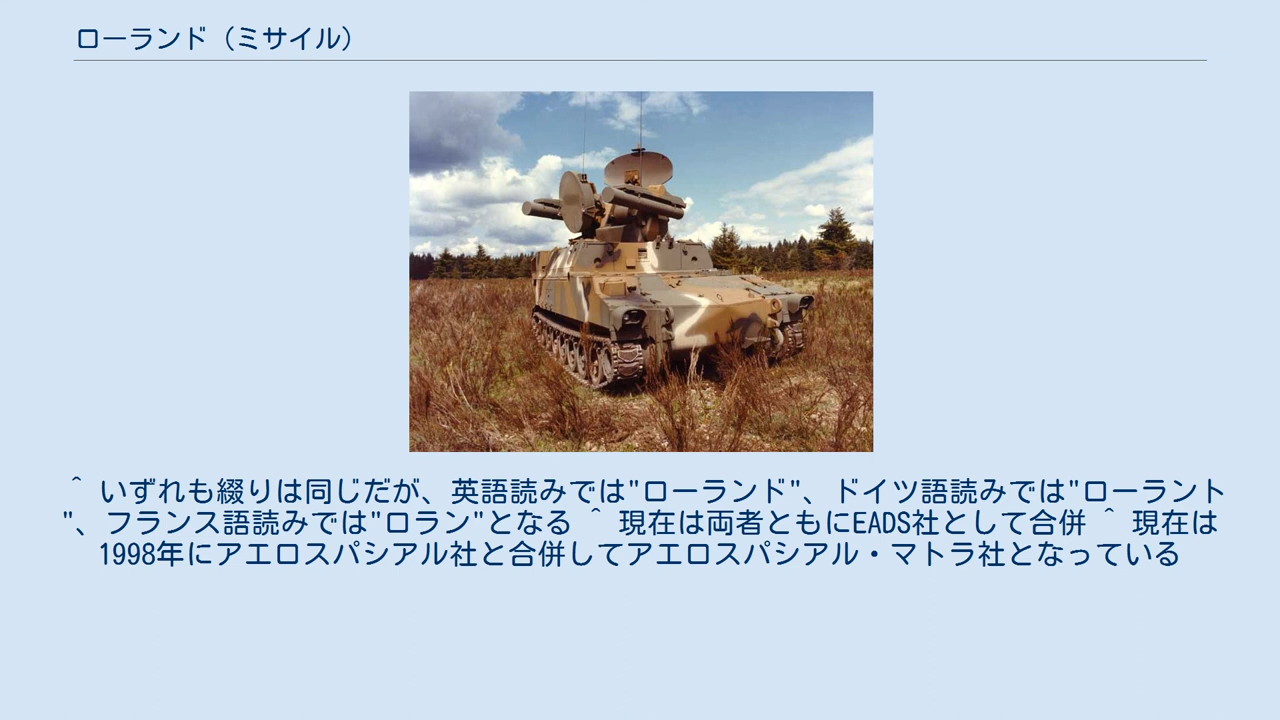 ローランド（ミサイル）
^ いずれも綴りは同じだが、英語読みでは"ローランド"、ドイツ語読みでは"ローラント
"、フランス語読みでは"ロラン"となる ^ 現在は両者ともにEADS社として合併 ^ 現在は
1998年にアエロスパシアル社と合併してアエロスパシアル・マトラ社となっている